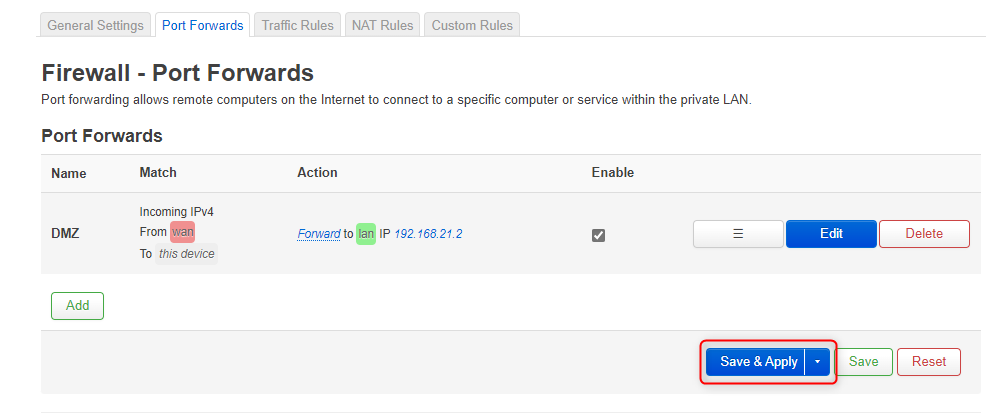 General Settings Port Forwards Traffic Rules NAT Rules Custom Rules
Firewall - Port Forwards
Port forwarding allows remote computers on the Internet to connect to a specific computer or service within the private LAN.
Port Forwards
Name Match Action Enable
DMZ
Incoming IPv4
From wan
To this device
Forward to lan IP 192.168.21.2
☰ Edit Delete
Add
Save & Apply Save Reset